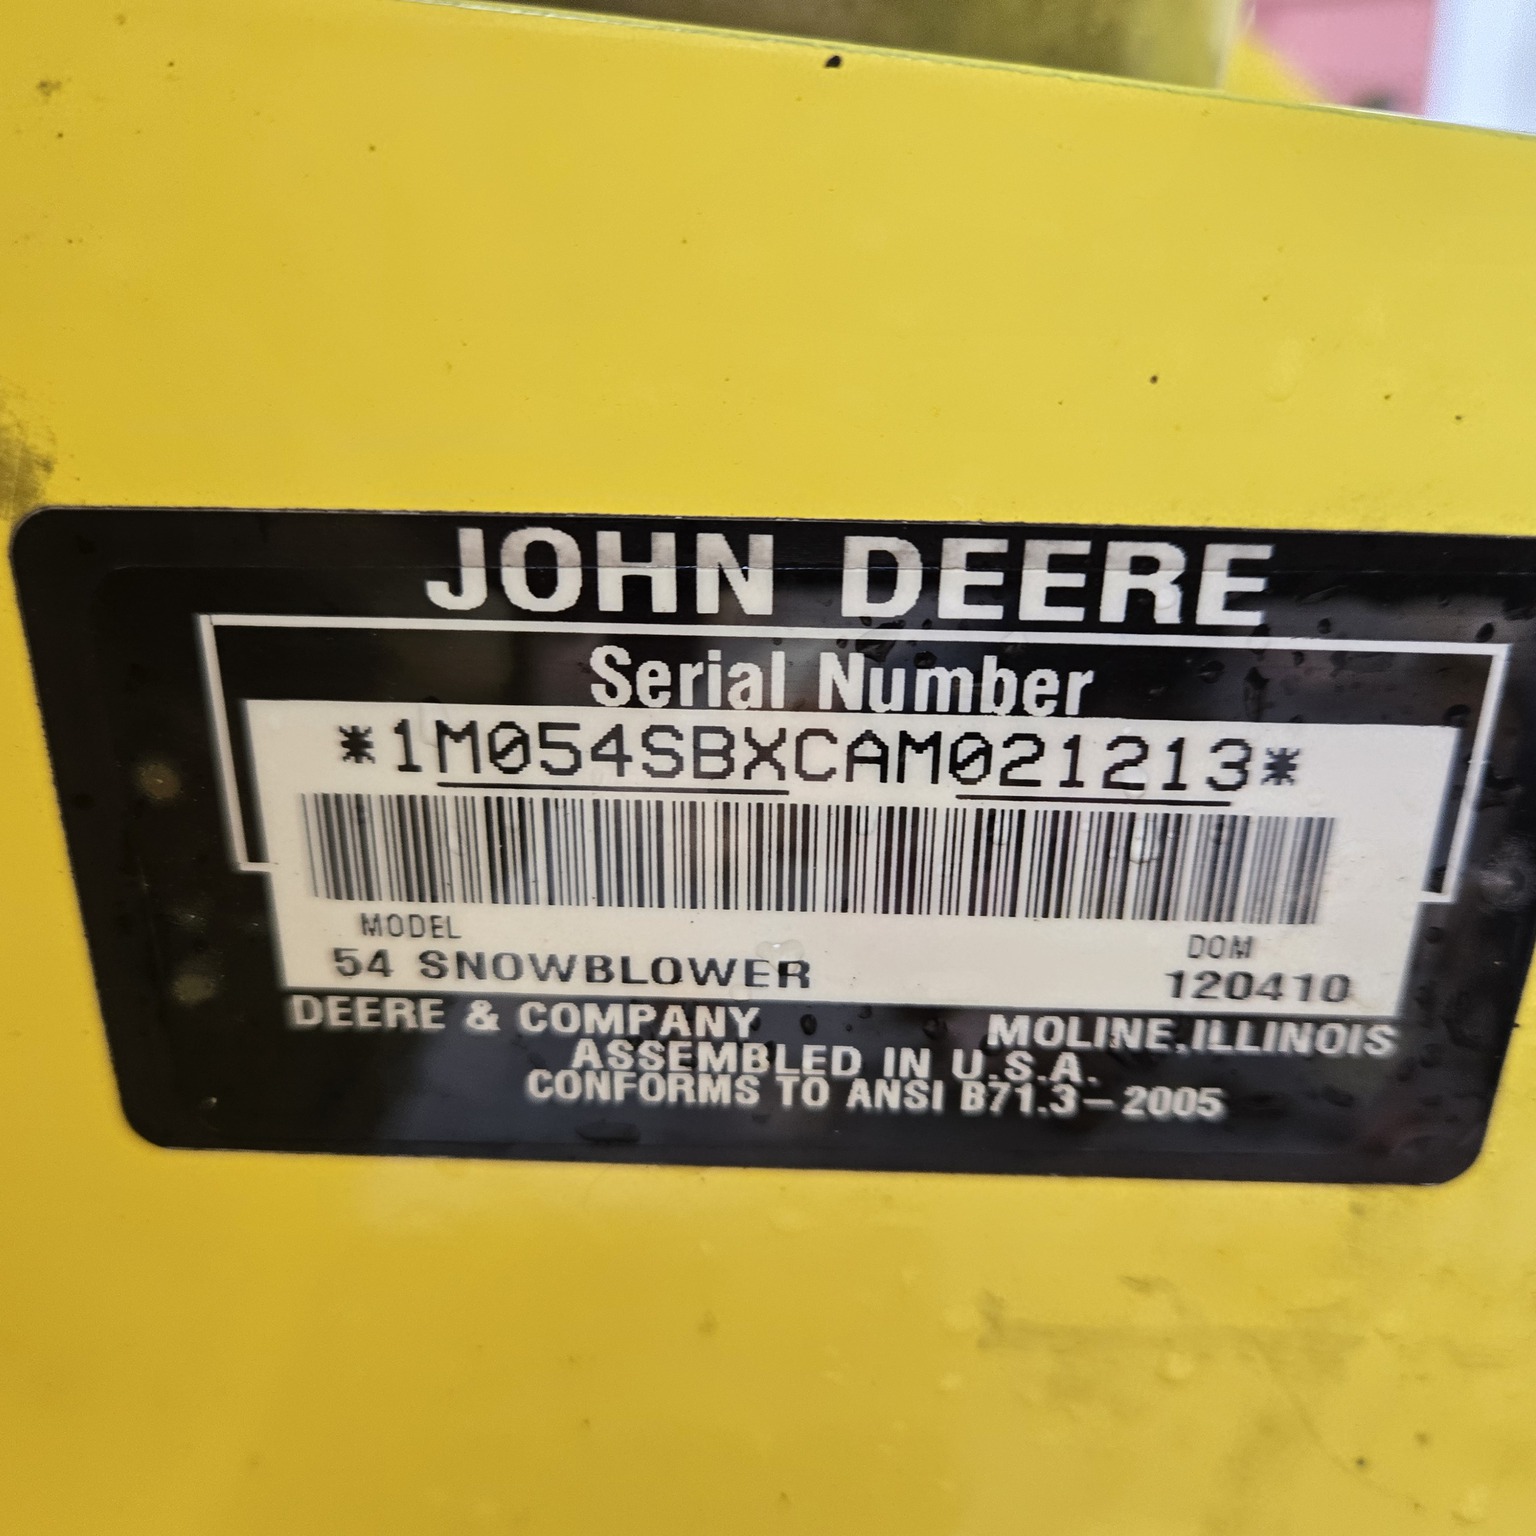 JOHN DEERE
Serial Number
*1M054SBXCAM021213*
MODEL DOM
54 SNOWBLOWER 120410
DEERE & COMPANY MOLINE,ILLINOIS
ASSEMBLED IN U.S.A.
CONFORMS TO ANSI B71.3-2005